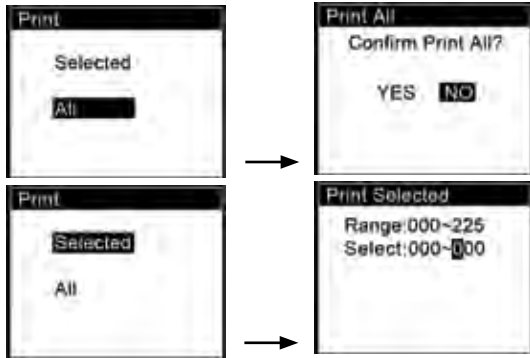 Print
Selected
All
Print All
Confirm Print All?
YES NO
Print
Selected
All
Print Selected
Range:000~225
Select:000~000